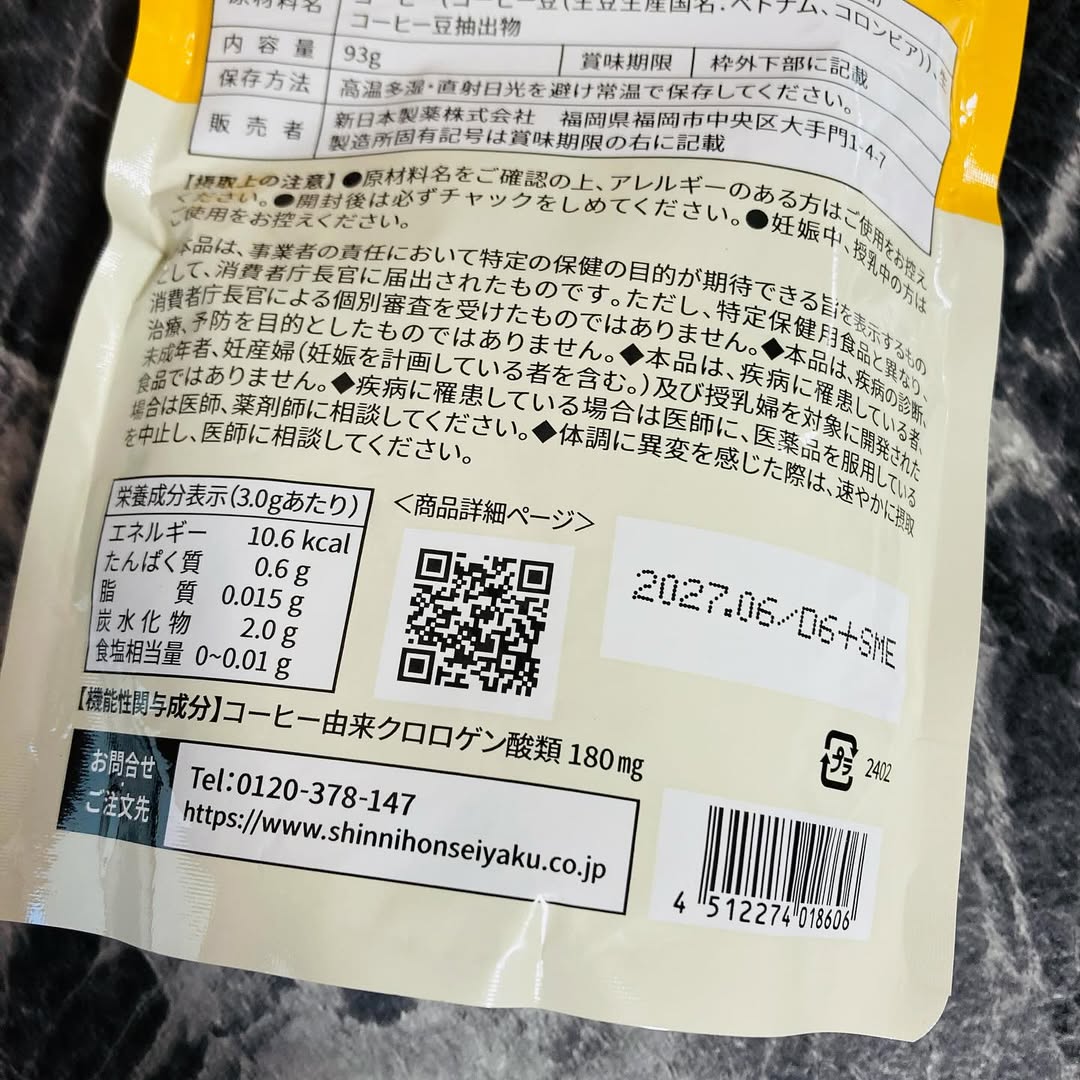 原材料名 コーヒー(コーヒー豆(生豆生産国名:ベトナム、コロンビア))、
コーヒー豆抽出物
内容量 93g 賞味期限 枠外下部に記載
保存方法 高温多湿・直射日光を避け常温で保存してください。
販売者 新日本製薬株式会社 福岡県福岡市中央区大手門1-4-7
製造所固有記号は賞味期限の右に記載
【摂取上の注意】●原材料名をご確認の上、アレルギーのある方はご使用をお控え
ください。●開封後は必ずチャックをしめてください。●妊娠中、授乳中の方は
ご使用をお控えください。
本品は、事業者の責任において特定の保健の目的が期待できる旨を表示するもの
として、消費者庁長官に届出されたものです。ただし、特定保健用食品と異なり、
消費者庁長官による個別審査を受けたものではありません。◆本品は、疾病の診断、
治療、予防を目的としたものではありません。◆本品は、疾病に罹患している者、
未成年者、妊産婦(妊娠を計画している者を含む。)及び授乳婦を対象に開発された
食品ではありません。◆疾病に罹患している場合は医師に、医薬品を服用している
場合は医師、薬剤師に相談してください。◆体調に異変を感じた際は、速やかに摂取
を中止し、医師に相談してください。
栄養成分表示(3.0gあたり)
エネルギー 10.6 kcal
たんぱく質 0.6 g
脂質 0.015 g
炭水化物 2.0 g
食塩相当量 0~0.01 g
<商品詳細ページ>
2027.06/D6+SME
【機能性関与成分】コーヒー由来クロロゲン酸類 180mg
プラ 2402
お問合せ・
ご注文先
Tel:0120-378-147
https://www.shinnihonseiyaku.co.jp
4 512274 018606